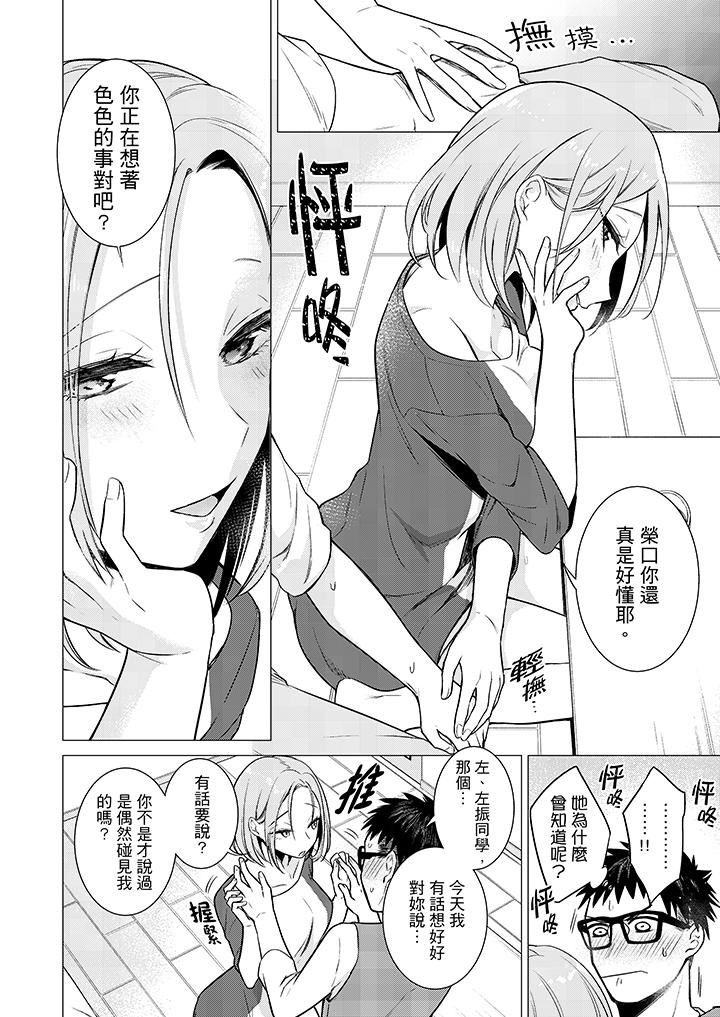 撫摸…
榮口你還
真是好懂耶。
怦咚
輕撫…
你正在想著
色色的事對吧？
怦咚
………!!
她為什麼
會知道呢？
怦咚
左、左振同學，
那個…
今天我
有話想好好
對妳說…
推
有話要說？
你不是才說過
是偶然碰見我
的嗎？
握緊